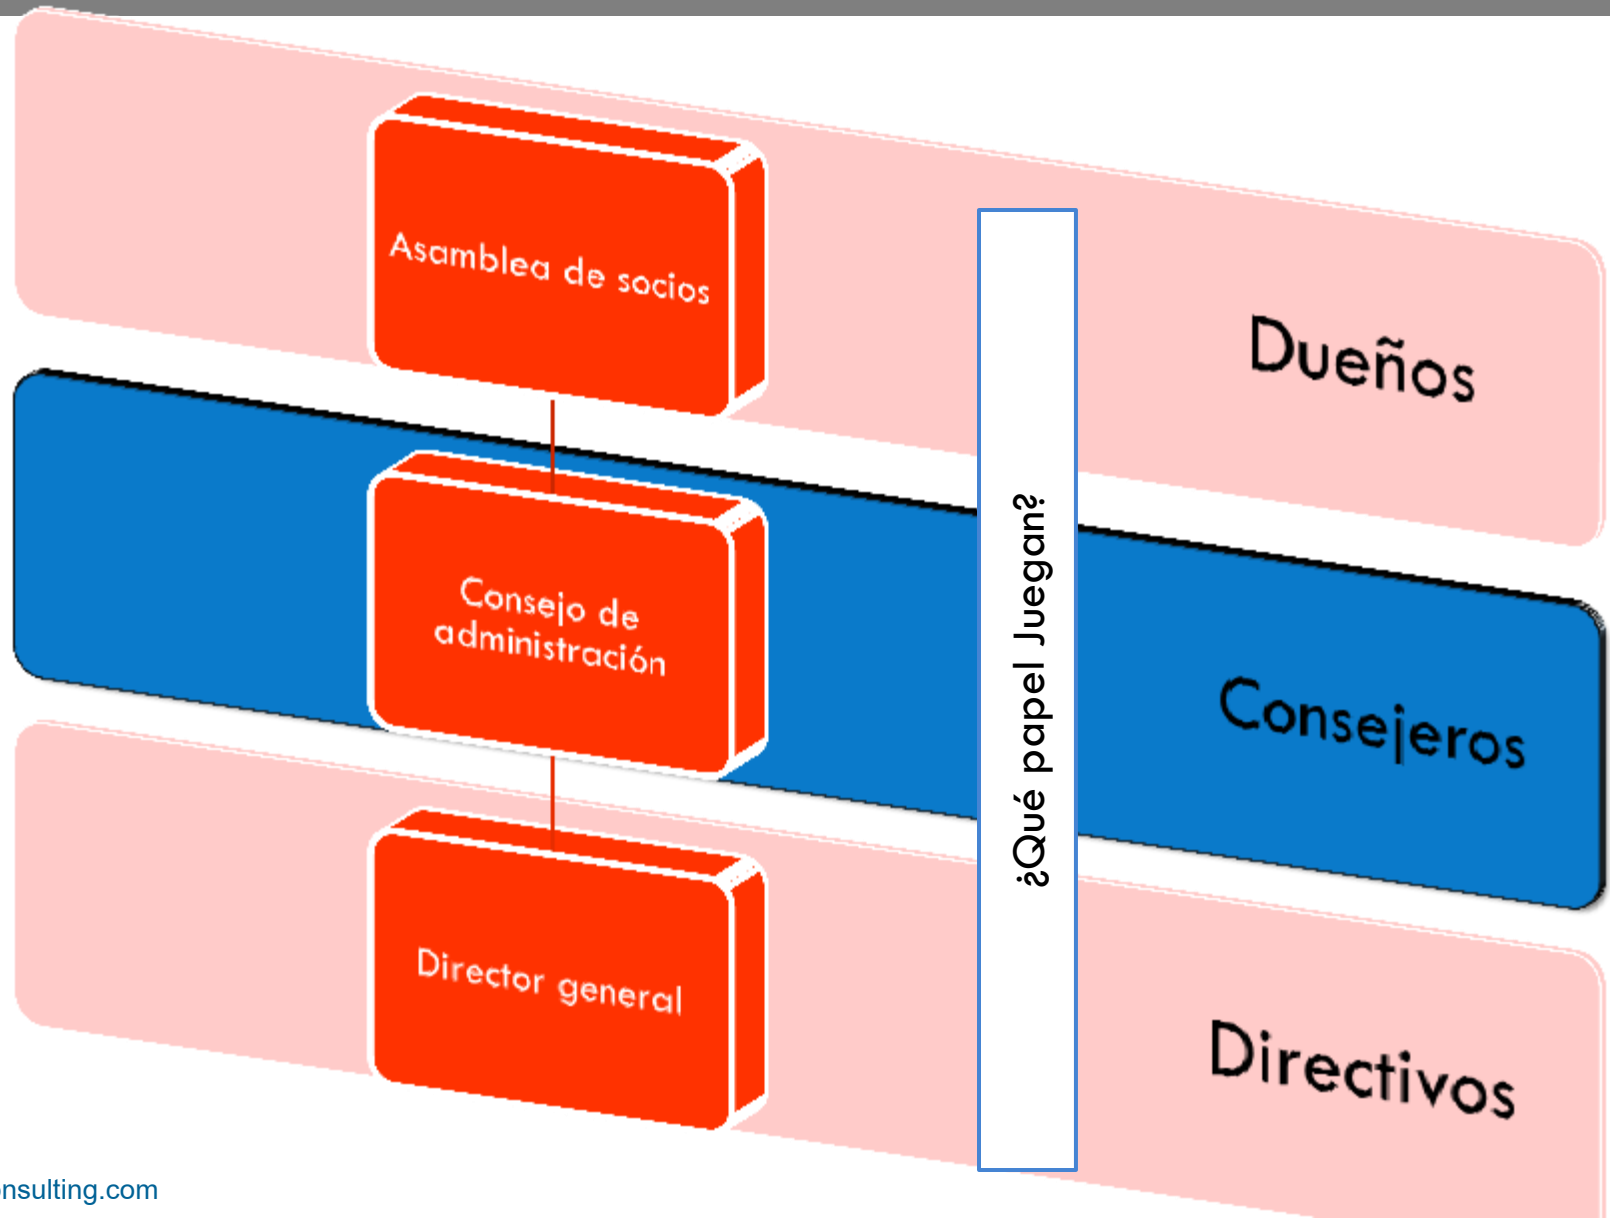 Asamblea de socios
Dueños
Consejo de
administración
Consejeros
Director general
Directivos
¿Qué papel Juegan?
nsulting.com